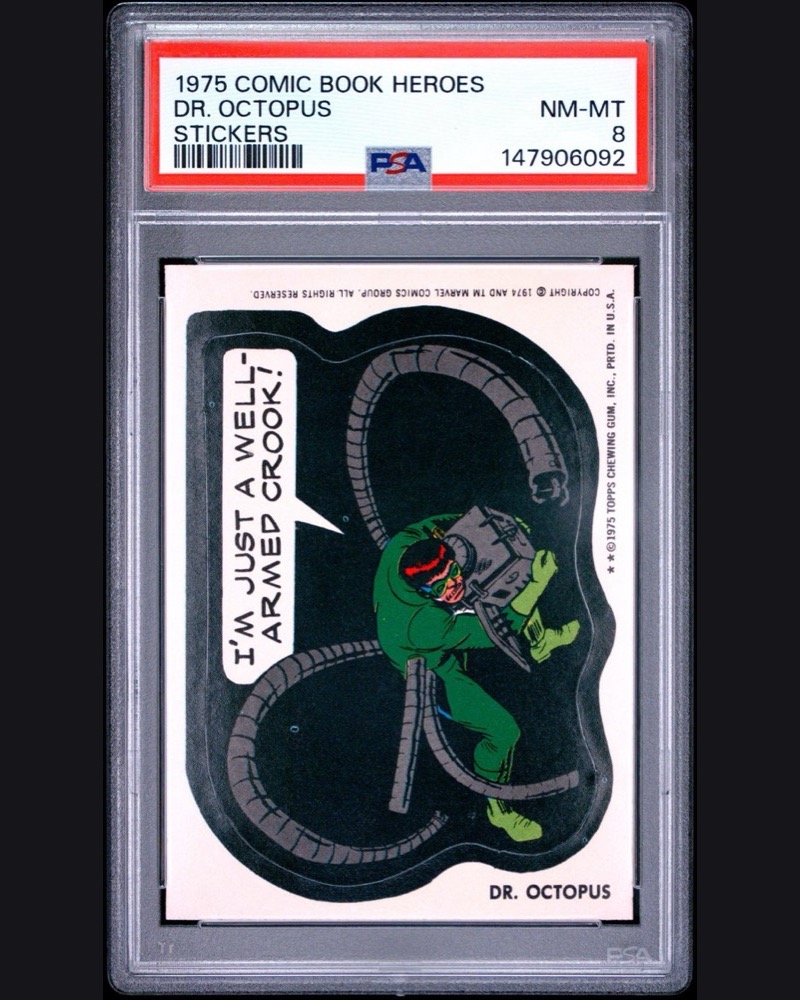 1975 COMIC BOOK HEROES
DR. OCTOPUS NM-MT
STICKERS 8
PSA 147906092
COPYRIGHT © 1974 AND TM MARVEL COMICS GROUP. ALL RIGHTS RESERVED.
I'M JUST A WELL-
ARMED CROOK!
★★©1975 TOPPS CHEWING GUM, INC., PRTD. IN U.S.A.
DR. OCTOPUS
PSA